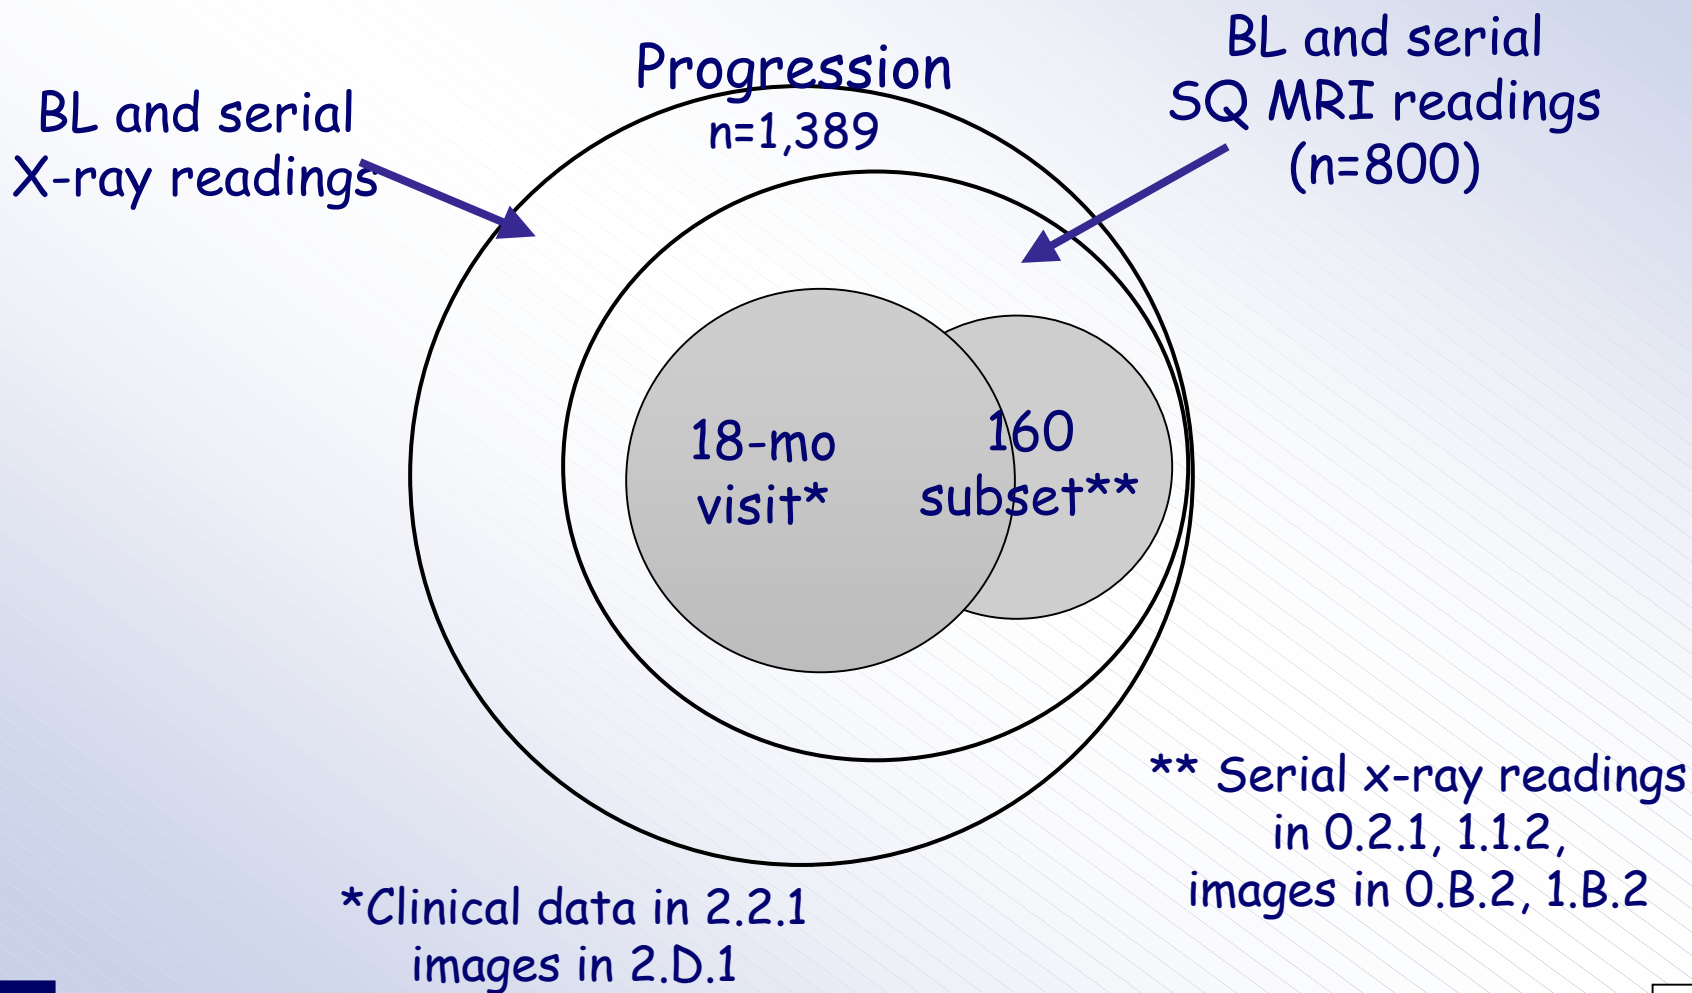 Progression
n=1,389
BL and serial
X-ray readings
BL and serial
SQ MRI readings
(n=800)
18-mo
visit*
160
subset**
** Serial x-ray readings
in 0.2.1, 1.1.2,
images in 0.B.2, 1.B.2
*Clinical data in 2.2.1
images in 2.D.1